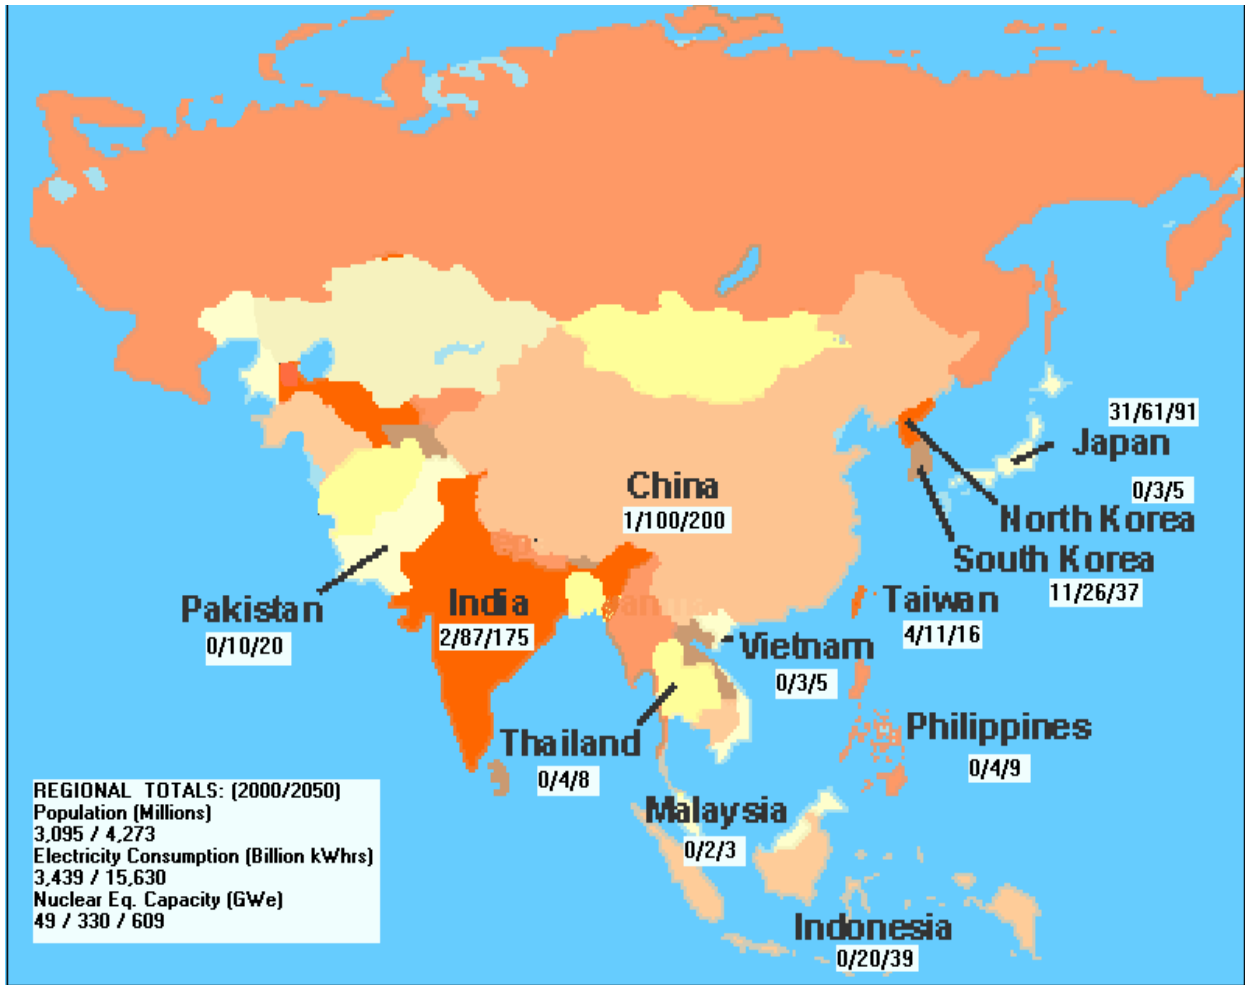 31/61/91
Japan
0/3/5
North Korea
South Korea
11/26/37
China
1/100/200
Pakistan
0/10/20
India
2/87/175
Taiwan
4/11/16
Vietnam
0/3/5
Thailand
0/4/8
Philippines
0/4/9
Malaysia
0/2/3
Indonesia
0/20/39
REGIONAL TOTALS: (2000/2050)
Population (Millions)
3,095 / 4,273
Electricity Consumption (Billion kWhrs)
3,439 / 15,630
Nuclear Eq. Capacity (GWe)
49 / 330 / 609